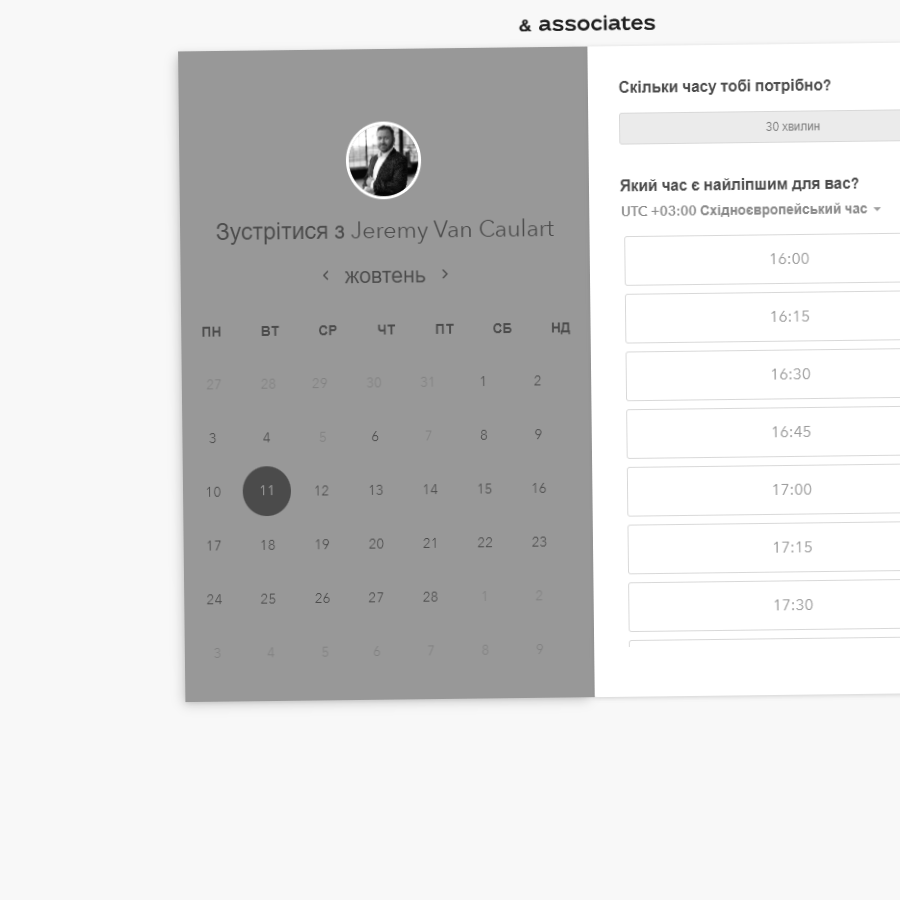 & associates
Зустрітися з Jeremy Van Caulart
жовтень
ПН ВТ СР ЧТ ПТ СБ НД
27 28 29 30 31 1 2
3 4 5 6 7 8 9
10 11 12 13 14 15 16
17 18 19 20 21 22 23
24 25 26 27 28 1 2
3 4 5 6 7 8 9
Скільки часу тобі потрібно?
30 хвилин
Який час є найліпшим для вас?
UTC +03:00 Східноєвропейський час
16:00
16:15
16:30
16:45
17:00
17:15
17:30